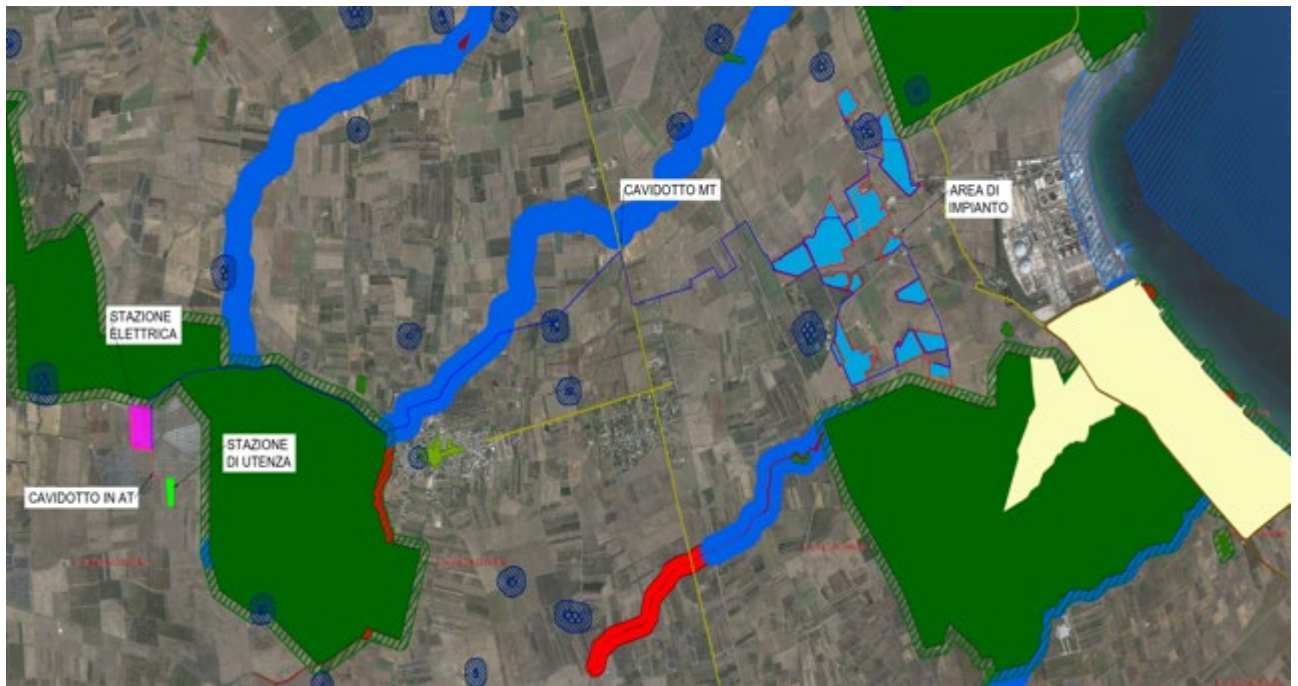 CAVIDOTTO MT
AREA DI
IMPIANTO
STAZIONE
ELETTRICA
STAZIONE
DI UTENZA
CAVIDOTTO IN AT